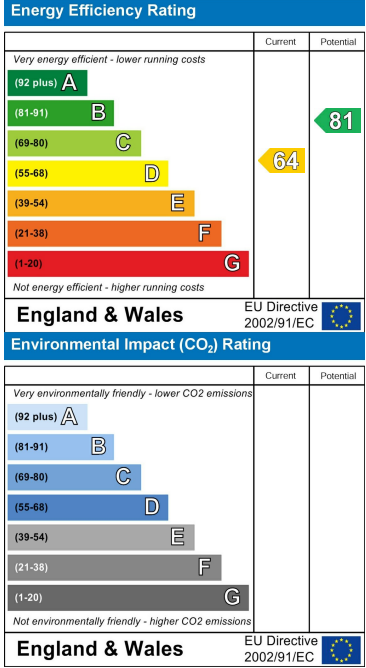 Energy Efficiency Rating
Current Potential
Very energy efficient - lower running costs
(92 plus) A
(81-91) B
(69-80) C
(55-68) D
(39-54) E
(21-38) F
(1-20) G
64
81
Not energy efficient - higher running costs
England & Wales
EU Directive
2002/91/EC
Environmental Impact (CO₂) Rating
Current Potential
Very environmentally friendly - lower CO2 emissions
(92 plus) A
(81-91) B
(69-80) C
(55-68) D
(39-54) E
(21-38) F
(1-20) G
Not environmentally friendly - higher CO2 emissions
England & Wales
EU Directive
2002/91/EC